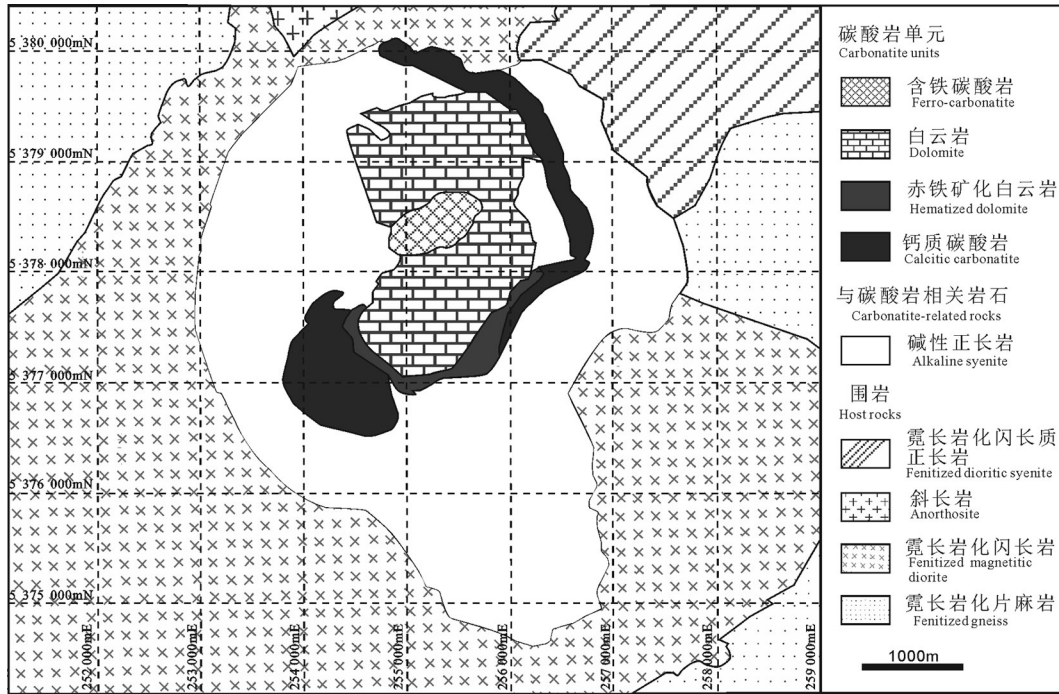 5 380 000mN
5 379 000mN
5 378 000mN
5 377 000mN
5 376 000mN
5 375 000mN
252 000mE
253 000mE
254 000mE
255 000mE
256 000mE
257 000mE
258 000mE
259 000mE
碳酸岩单元
Carbonatite units
含铁碳酸岩
Ferro-carbonatite
白云岩
Dolomite
赤铁矿化白云岩
Hematized dolomite
钙质碳酸岩
Calcitic carbonatite
与碳酸岩相关岩石
Carbonatite-related rocks
碱性正长岩
Alkaline syenite
围岩
Host rocks
霓长岩化闪长质
正长岩
Fenitized dioritic syenite
斜长岩
Anorthosite
霓长岩化闪长岩
Fenitized magnetitic
diorite
霓长岩化片麻岩
Fenitized gneiss
1000m